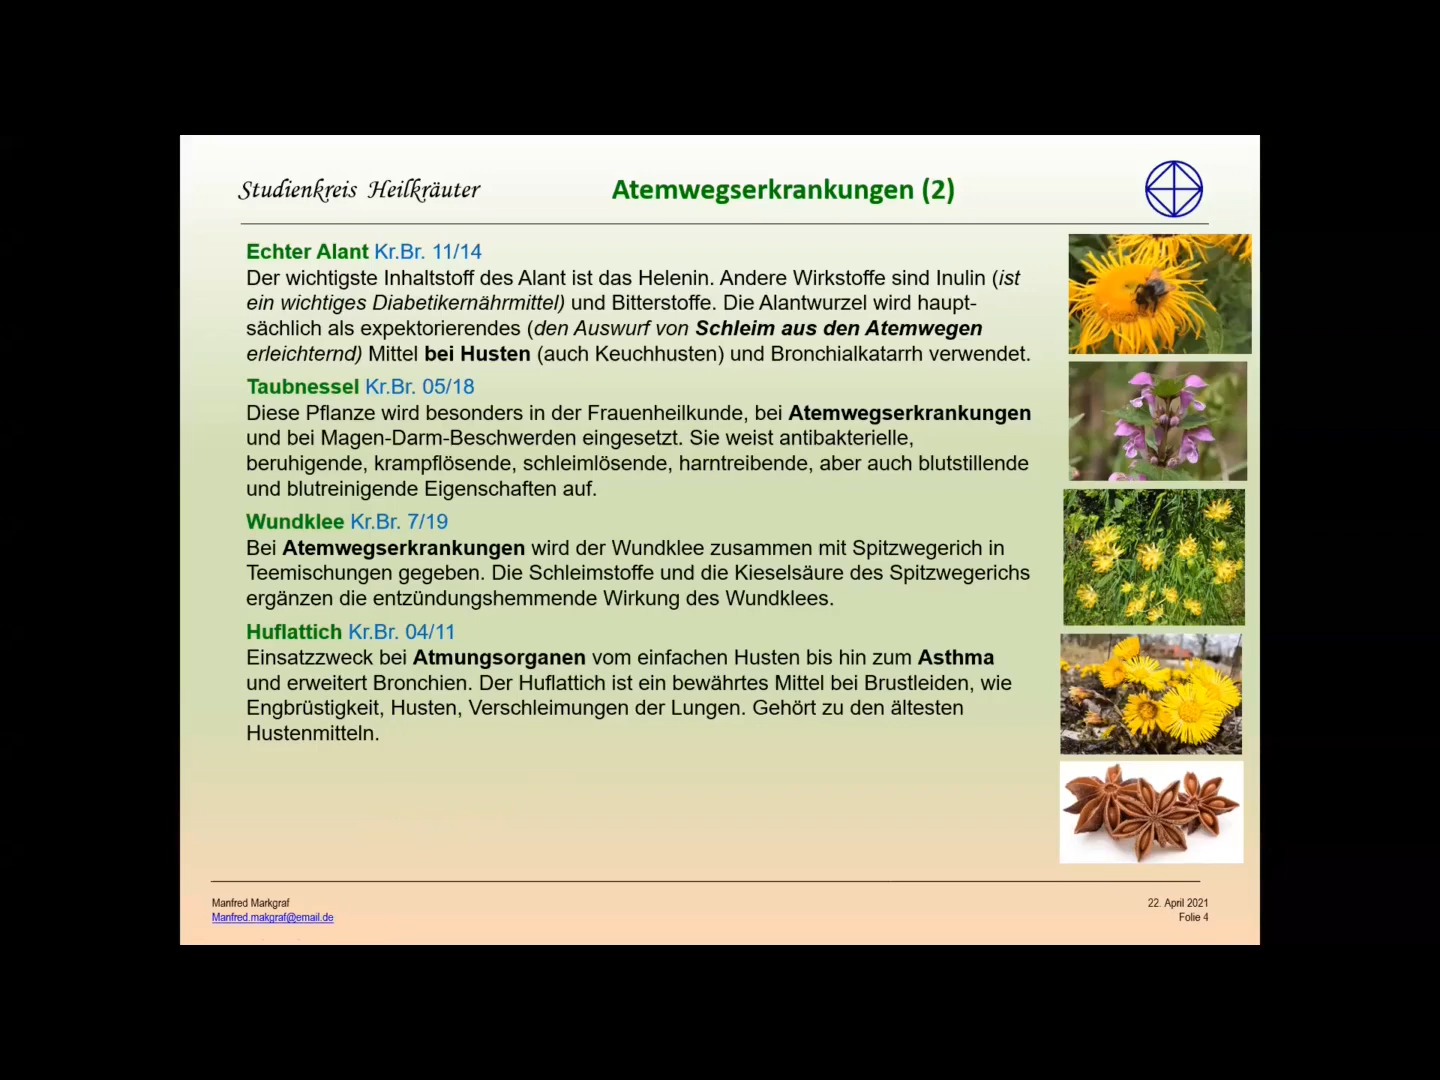 Studienkreis Heilkräuter
Atemwegserkrankungen (2)
Echter Alant Kr.Br. 11/14
Der wichtigste Inhaltstoff des Alant ist das Helenin. Andere Wirkstoffe sind Inulin (ist
ein wichtiges Diabetikernährmittel) und Bitterstoffe. Die Alantwurzel wird haupt-
sächlich als expektorierendes (den Auswurf von Schleim aus den Atemwegen
erleichternd) Mittel bei Husten (auch Keuchhusten) und Bronchialkatarrh verwendet.
Taubnessel Kr.Br. 05/18
Diese Pflanze wird besonders in der Frauenheilkunde, bei Atemwegserkrankungen
und bei Magen-Darm-Beschwerden eingesetzt. Sie weist antibakterielle,
beruhigende, krampflösende, schleimlösende, harntreibende, aber auch blutstillende
und blutreinigende Eigenschaften auf.
Wundklee Kr.Br. 7/19
Bei Atemwegserkrankungen wird der Wundklee zusammen mit Spitzwegerich in
Teemischungen gegeben. Die Schleimstoffe und die Kieselsäure des Spitzwegerichs
ergänzen die entzündungshemmende Wirkung des Wundklees.
Huflattich Kr.Br. 04/11
Einsatzzweck bei Atmungsorganen vom einfachen Husten bis hin zum Asthma
und erweitert Bronchien. Der Huflattich ist ein bewährtes Mittel bei Brustleiden, wie
Engbrüstigkeit, Husten, Verschleimungen der Lungen. Gehört zu den ältesten
Hustenmitteln.
Manfred Markgraf
Manfred.makgraf@email.de
22. April 2021
Folie 4